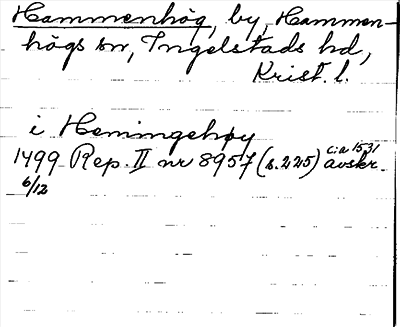 Hammenhög, by, Hammen-
högs sn, Ingelstads hd,
Krist. l.
i Hemingehøy
1499 Rep. II nr 8957 (s. 225) c:a 1531 avskr.
6/12